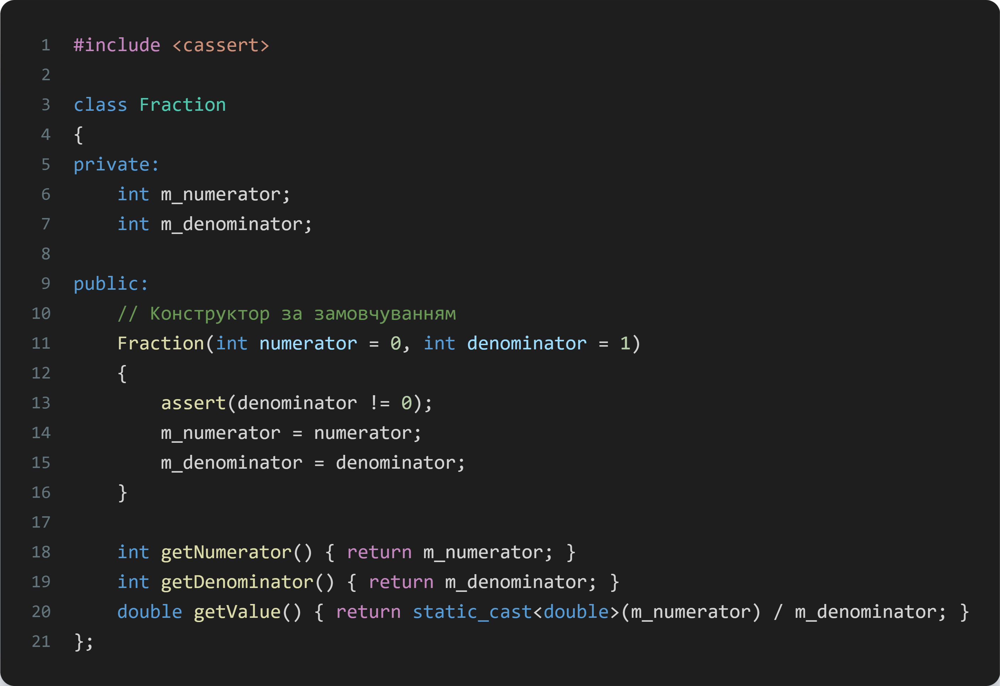 1 #include <cassert>
2
3 class Fraction
4 {
5 private:
6     int m_numerator;
7     int m_denominator;
8
9 public:
10     // Конструктор за замовчуванням
11     Fraction(int numerator = 0, int denominator = 1)
12     {
13         assert(denominator != 0);
14         m_numerator = numerator;
15         m_denominator = denominator;
16     }
17
18     int getNumerator() { return m_numerator; }
19     int getDenominator() { return m_denominator; }
20     double getValue() { return static_cast<double>(m_numerator) / m_denominator; }
21 };